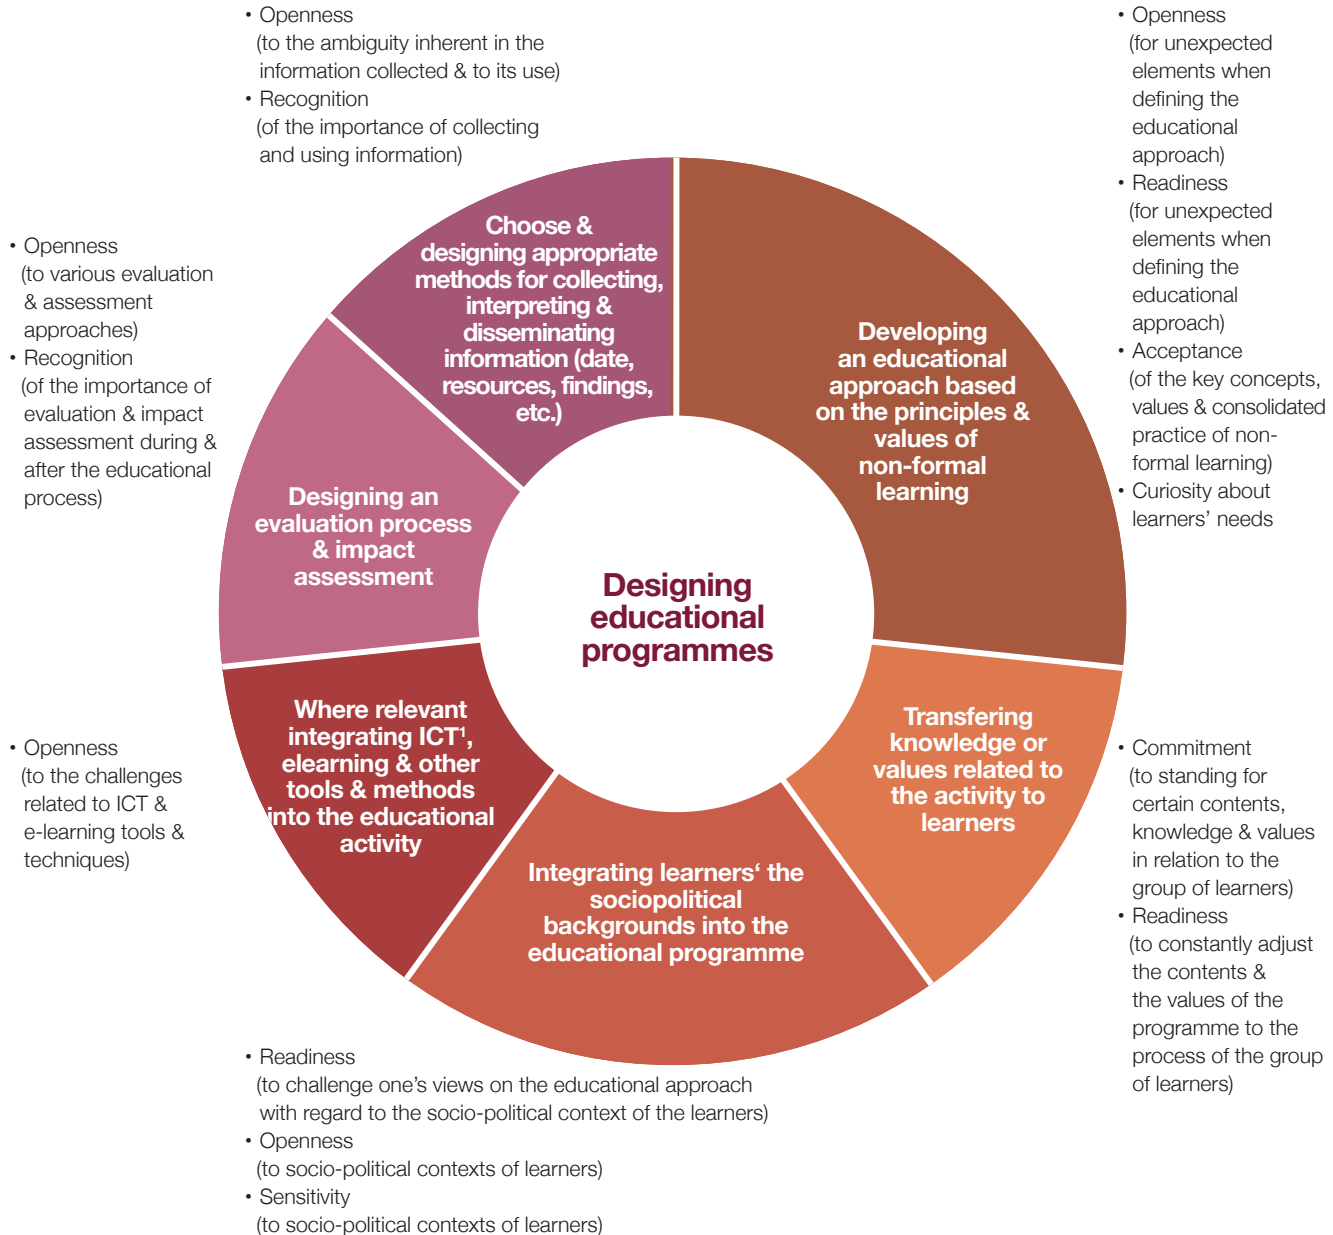 • Openness
(to the ambiguity inherent in the
information collected & to its use)
• Recognition
(of the importance of collecting
and using information)
• Openness
(for unexpected
elements when
defining the
educational
approach)
• Readiness
(for unexpected
elements when
defining the
educational
approach)
• Acceptance
(of the key concepts,
values & consolidated
practice of non-
formal learning)
• Curiosity about
learners’ needs
• Openness
(to various evaluation
& assessment
approaches)
• Recognition
(of the importance of
evaluation & impact
assessment during &
after the educational
process)
Choose &
designing appropriate
methods for collecting,
interpreting &
disseminating
information (date,
resources, findings,
etc.)
Developing
an educational
approach based
on the principles &
values of
non-formal
learning
Designing an
evaluation process
& impact
assessment
Designing
educational
programmes
Where relevant
integrating ICT¹,
elearning & other
tools & methods
into the educational
activity
Transfering
knowledge or
values related to
the activity to
learners
Integrating learners‘ the
sociopolitical
backgrounds into the
educational programme
• Openness
(to the challenges
related to ICT &
e-learning tools &
techniques)
• Commitment
(to standing for
certain contents,
knowledge & values
in relation to the
group of learners)
• Readiness
(to constantly adjust
the contents &
the values of the
programme to the
process of the group
of learners)
• Readiness
(to challenge one’s views on the educational approach
with regard to the socio-political context of the learners)
• Openness
(to socio-political contexts of learners)
• Sensitivity
(to socio-political contexts of learners)